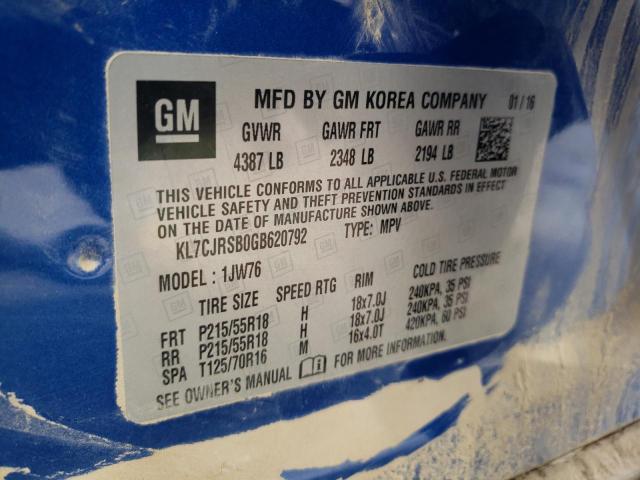 GM
MFD BY GM KOREA COMPANY 01/16
GVWR GAWR FRT GAWR RR
4387 LB 2348 LB 2194 LB
THIS VEHICLE CONFORMS TO ALL APPLICABLE U.S. FEDERAL MOTOR
VEHICLE SAFETY AND THEFT PREVENTION STANDARDS IN EFFECT
ON THE DATE OF MANUFACTURE SHOWN ABOVE.
KL7CJRSB0GB620792 TYPE: MPV
MODEL : 1JW76
TIRE SIZE SPEED RTG RIM COLD TIRE PRESSURE
FRT P215/55R18 H 18x7.0J 240KPA, 35 PSI
RR P215/55R18 H 18x7.0J 240KPA, 35 PSI
SPA T125/70R16 M 16x4.0T 420KPA, 60 PSI
SEE OWNER'S MANUAL FOR MORE INFORMATION.